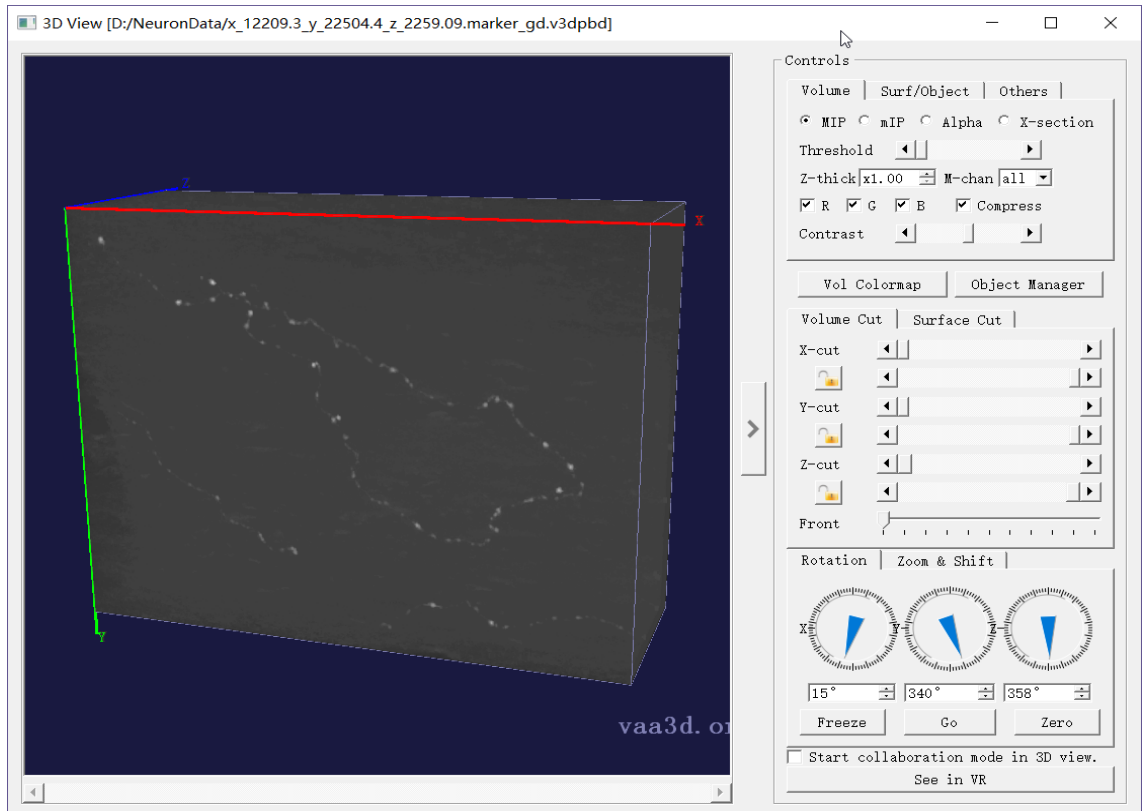 3D View [D:/NeuronData/x_12209.3_y_22504.4_z_2259.09.marker_gd.v3dpbd]
Controls
Volume Surf/Object Others
MIP mIP Alpha X-section
Threshold
Z-thick x1.00 M-chan all
R G B Compress
Contrast
Vol Colormap Object Manager
Volume Cut Surface Cut
X-cut
Y-cut
Z-cut
Front
Rotation Zoom & Shift
X Y Z
15° 340° 358°
Freeze Go Zero
Start collaboration mode in 3D view.
See in VR
Z
X
Y
vaa3d.or